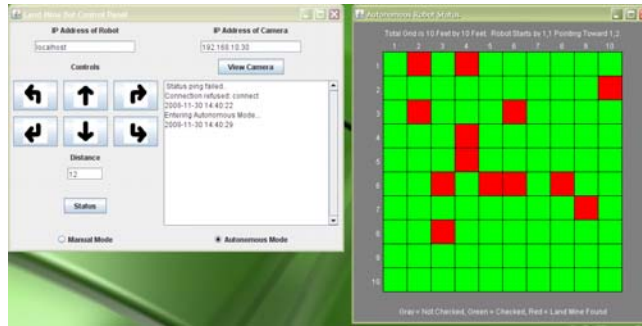 Land Mine Bot Control Panel
IP Address of Robot
IP Address of Camera
localhost
192.168.10.30
Controls
View Camera
Status ping failed...
Connection refused: connect
2008-11-30 14:40:22
Entering Autonomous Mode...
2008-11-30 14:40:29
Distance
12
Status
Manual Mode
Autonomous Mode
Autonomous Robot Status
Total Grid is 10 Feet by 10 Feet. Robot Starts by 1,1 Pointing Toward 1,2
1 2 3 4 5 6 7 8 9 10
1
2
3
4
5
6
7
8
9
10
Gray = Not Checked, Green = Checked, Red = Land Mine Found